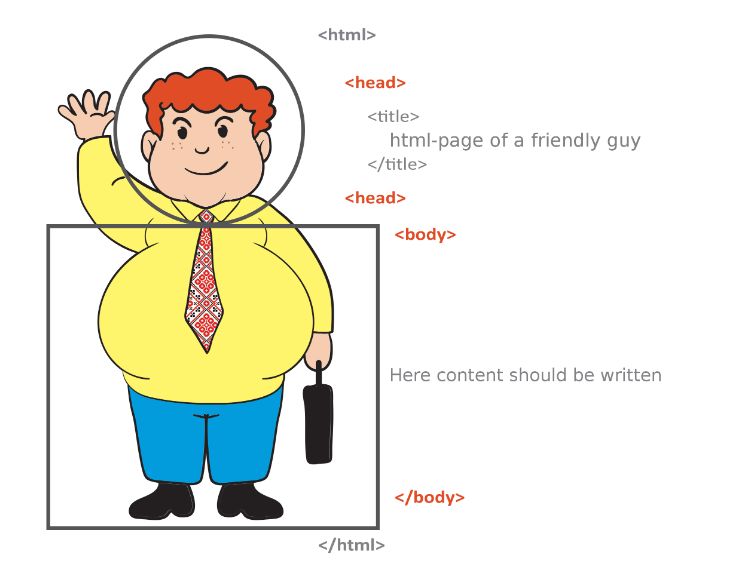 <html>
<head>
<title>
html-page of a friendly guy
</title>
<head>
<body>
Here content should be written
</body>
</html>